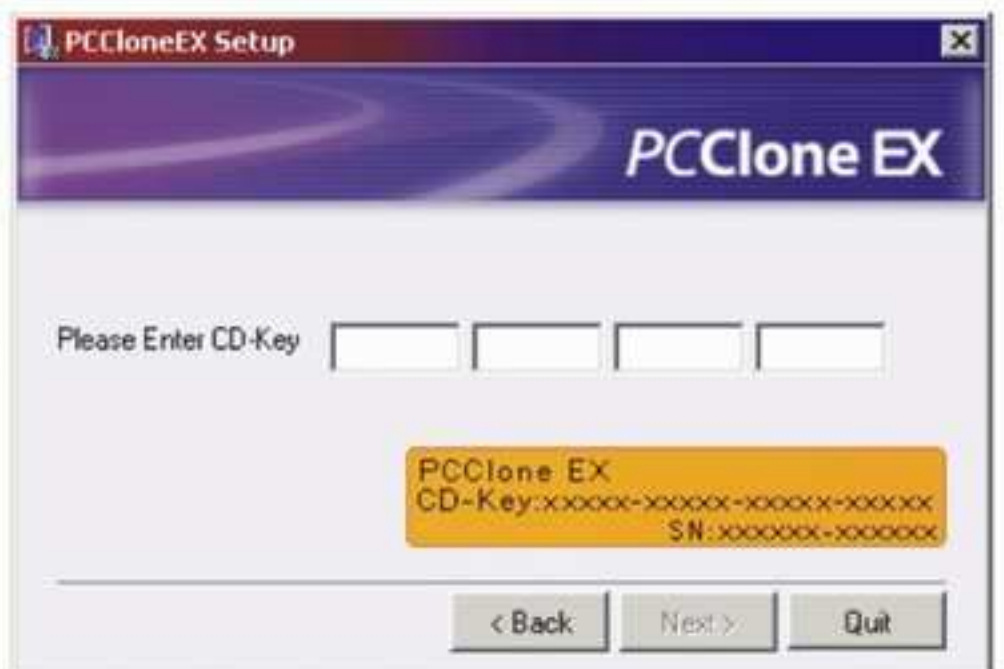 PCCloneEX Setup
PCClone EX
Please Enter CD-Key
PCClone EX
CD-Key:xxxxx-xxxxx-xxxxx-xxxxx
SN:xxxxxx-xxxxxx
< Back Next > Quit